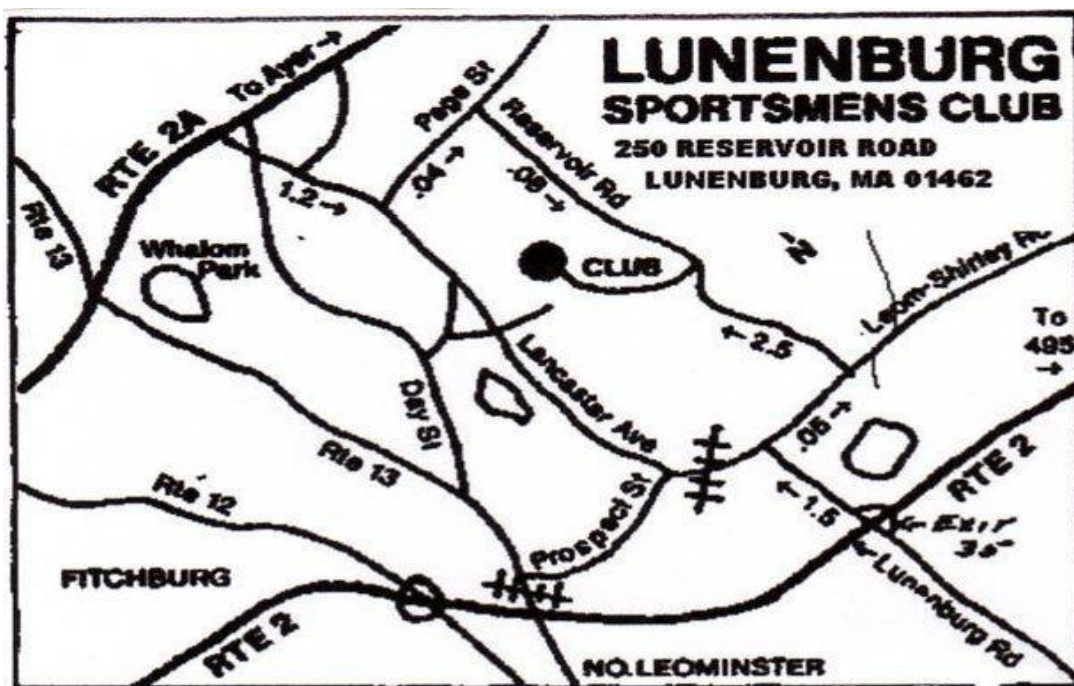 LUNENBURG
SPORTSMENS CLUB
250 RESERVOIR ROAD
LUNENBURG, MA 01462
To Ayer →
RTE 2A
Page St
Reservoir Rd
.04 →
.08 →
1.2 →
Rte 13
Whalom
Park
CLUB
N
Leom-Shirley Rd
To
495
→
← 2.5
Lancaster Ave
Day St
.05 →
RTE 2
Rte 13
Rte 12
Prospect St
← 1.5
← Exit
35
← Lunenburg Rd
FITCHBURG
RTE 2
NO. LEOMINSTER